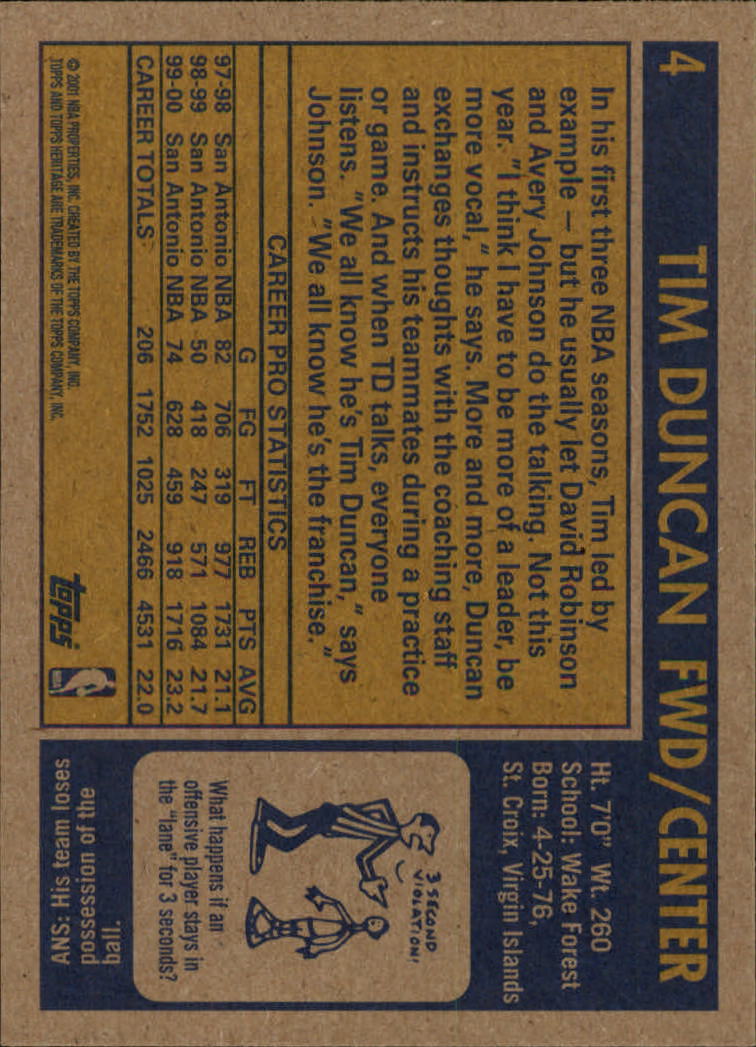 4 TIM DUNCAN FWD/CENTER
In his first three NBA seasons, Tim led by
example — but he usually let David Robinson
and Avery Johnson do the talking. Not this
year. "I think I have to be more of a leader, be
more vocal," he says. More and more, Duncan
exchanges thoughts with the coaching staff
and instructs his teammates during a practice
or game. And when TD talks, everyone
listens. "We all know he's Tim Duncan," says
Johnson. "We all know he's the franchise."
CAREER PRO STATISTICS
G FG FT REB PTS AVG
97-98 San Antonio NBA 82 706 319 977 1731 21.1
98-99 San Antonio NBA 50 418 247 571 1084 21.7
99-00 San Antonio NBA 74 628 459 918 1716 23.2
CAREER TOTALS 206 1752 1025 2466 4531 22.0
© 2001 NBA PROPERTIES, INC. CREATED BY THE TOPPS COMPANY, INC.
TOPPS AND TOPPS HERITAGE ARE TRADEMARKS OF THE TOPPS COMPANY, INC.
topps
Ht. 7'0" Wt. 260
School: Wake Forest
Born: 4-25-76,
St. Croix, Virgin Islands
3 SECOND
VIOLATION!
What happens if an
offensive player stays in
the "lane" for 3 seconds?
ANS: His team loses
possession of the
ball.